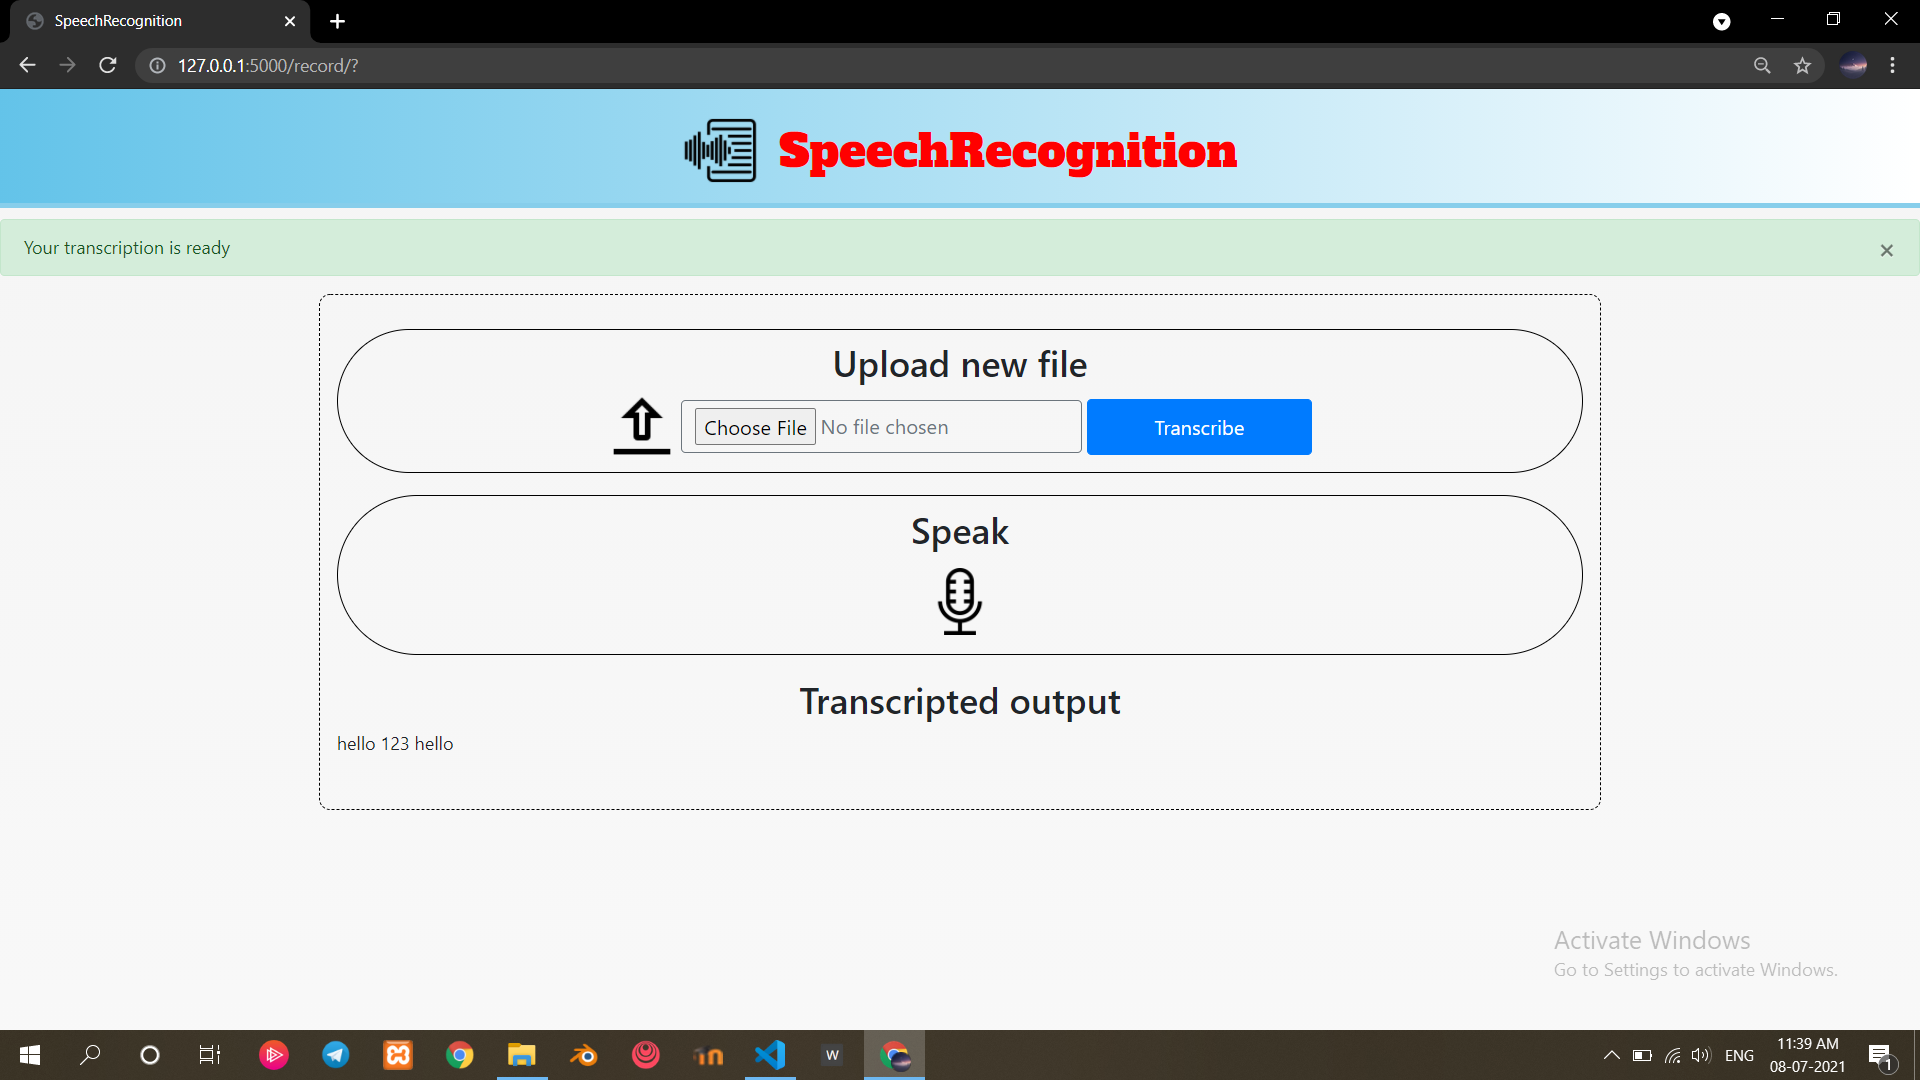 SpeechRecognition
127.0.0.1:5000/record/?
SpeechRecognition
Your transcription is ready
Upload new file
Choose File No file chosen Transcribe
Speak
Transcripted output
hello 123 hello
Activate Windows
Go to Settings to activate Windows.
W
ENG
11:39 AM
08-07-2021
1